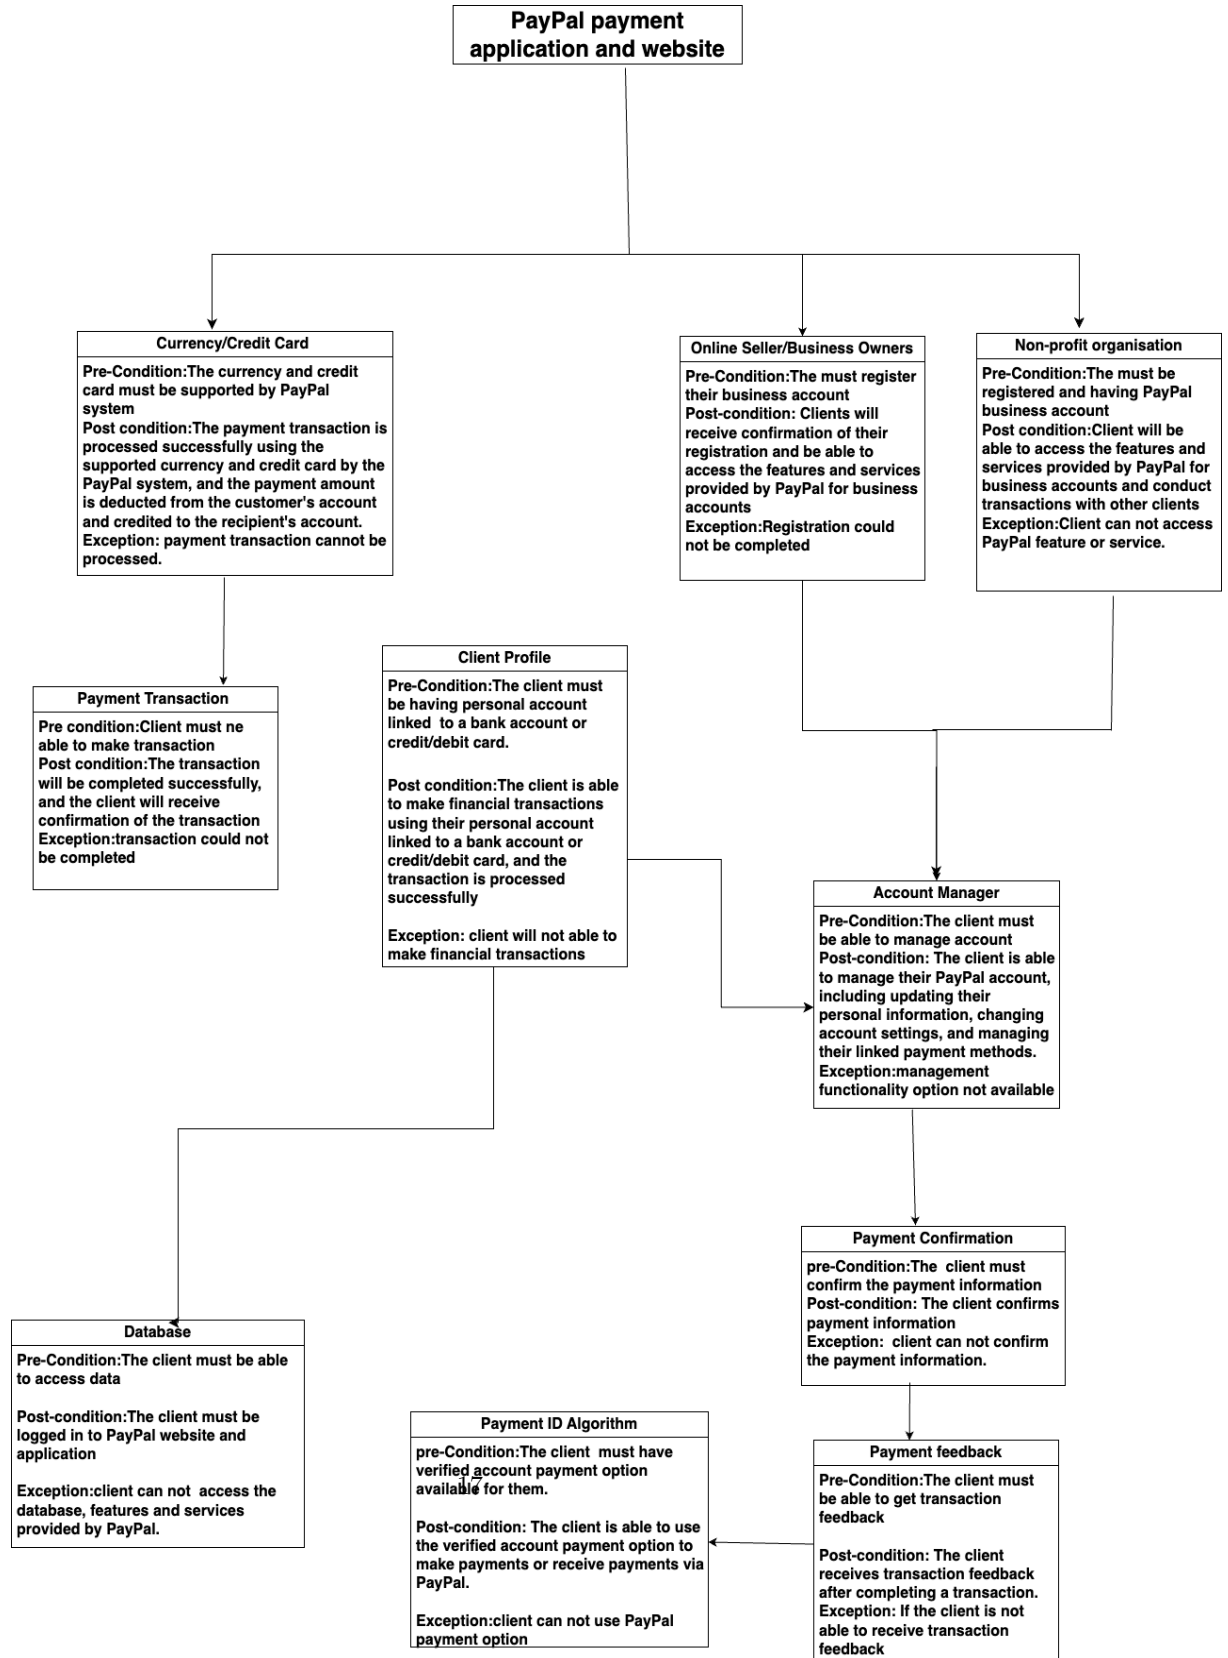 PayPal payment
application and website
Currency/Credit Card
Pre-Condition:The currency and credit
card must be supported by PayPal
system
Post condition:The payment transaction is
processed successfully using the
supported currency and credit card by the
PayPal system, and the payment amount
is deducted from the customer's account
and credited to the recipient's account.
Exception: payment transaction cannot be
processed.
Online Seller/Business Owners
Pre-Condition:The must register
their business account
Post-condition: Clients will
receive confirmation of their
registration and be able to
access the features and services
provided by PayPal for business
accounts
Exception:Registration could
not be completed
Non-profit organisation
Pre-Condition:The must be
registered and having PayPal
business account
Post condition:Client will be
able to access the features and
services provided by PayPal for
business accounts and conduct
transactions with other clients
Exception:Client can not access
PayPal feature or service.
Payment Transaction
Pre condition:Client must ne
able to make transaction
Post condition:The transaction
will be completed successfully,
and the client will receive
confirmation of the transaction
Exception:transaction could not
be completed
Client Profile
Pre-Condition:The client must
be having personal account
linked to a bank account or
credit/debit card.
Post condition:The client is able
to make financial transactions
using their personal account
linked to a bank account or
credit/debit card, and the
transaction is processed
successfully
Exception: client will not able to
make financial transactions
Account Manager
Pre-Condition:The client must
be able to manage account
Post-condition: The client is able
to manage their PayPal account,
including updating their
personal information, changing
account settings, and managing
their linked payment methods.
Exception:management
functionality option not available
Payment Confirmation
pre-Condition:The client must
confirm the payment information
Post-condition: The client confirms
payment information
Exception: client can not confirm
the payment information.
Database
Pre-Condition:The client must be able
to access data
Post-condition:The client must be
logged in to PayPal website and
application
Exception:client can not access the
database, features and services
provided by PayPal.
Payment ID Algorithm
pre-Condition:The client must have
verified account payment option
available for them.
17
Post-condition: The client is able to use
the verified account payment option to
make payments or receive payments via
PayPal.
Exception:client can not use PayPal
payment option
Payment feedback
Pre-Condition:The client must
be able to get transaction
feedback
Post-condition: The client
receives transaction feedback
after completing a transaction.
Exception: If the client is not
able to receive transaction
feedback